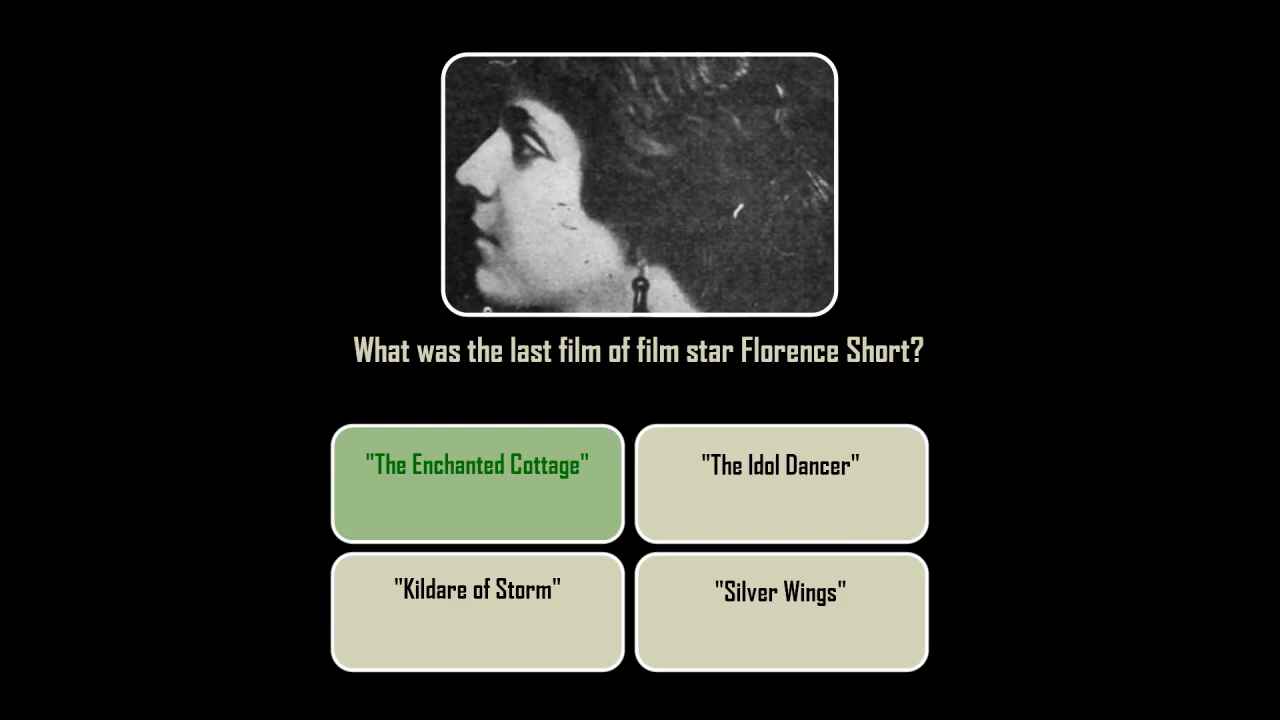 What was the last film of film star Florence Short?
"The Enchanted Cottage"
"The Idol Dancer"
"Kildare of Storm"
"Silver Wings"